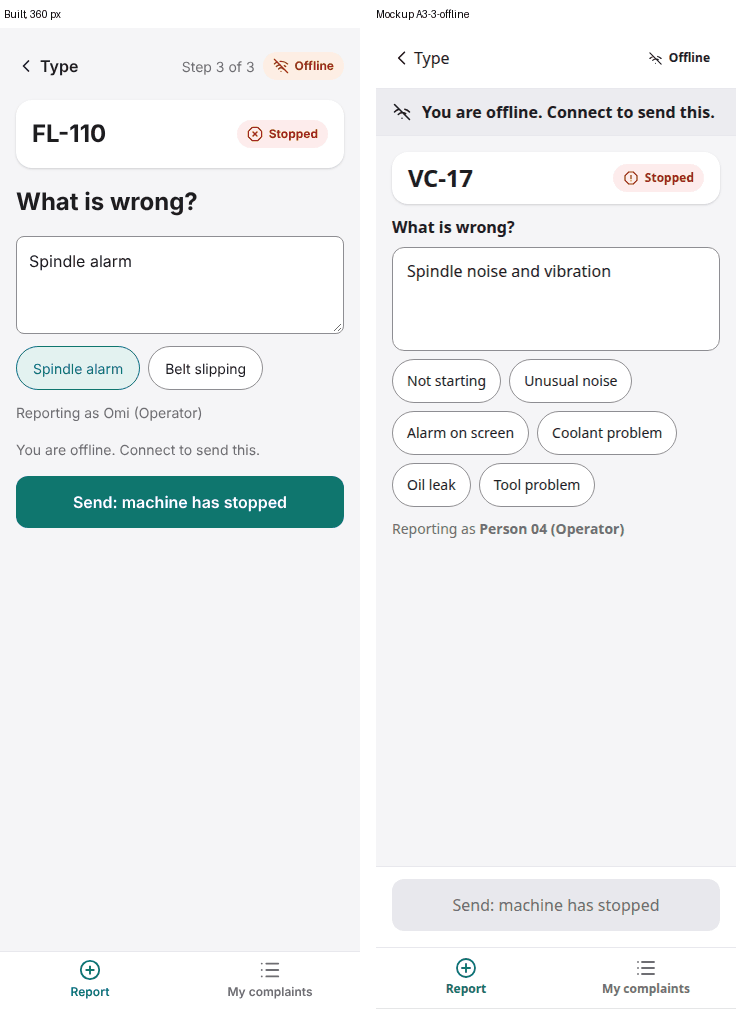 Built, 360 px
Type
Step 3 of 3
Offline
FL-110
Stopped
What is wrong?
Spindle alarm
Spindle alarm
Belt slipping
Reporting as Omi (Operator)
You are offline. Connect to send this.
Send: machine has stopped
Report
My complaints
Mockup A3-3-offline
Type
Offline
You are offline. Connect to send this.
VC-17
Stopped
What is wrong?
Spindle noise and vibration
Not starting
Unusual noise
Alarm on screen
Coolant problem
Oil leak
Tool problem
Reporting as Person 04 (Operator)
Send: machine has stopped
Report
My complaints